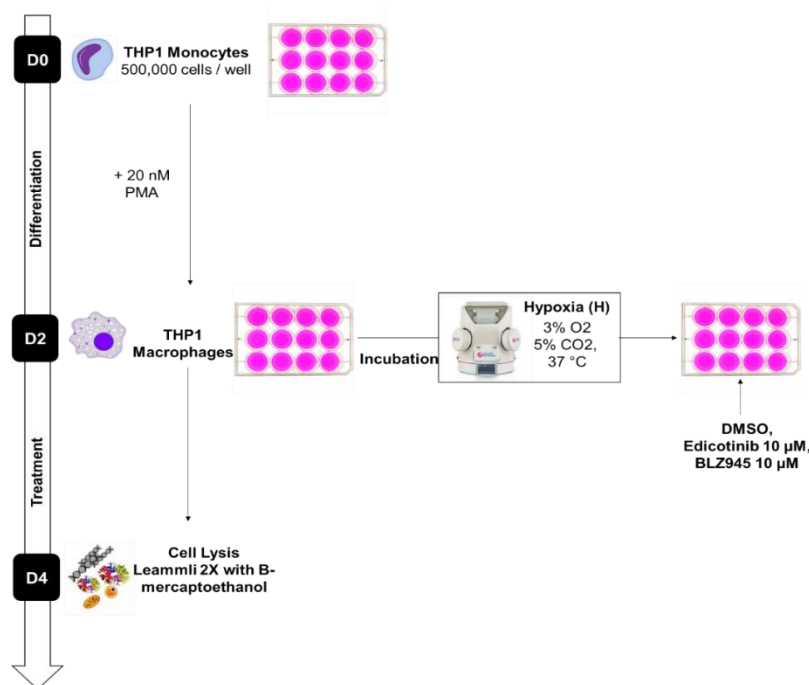 D0
THP1 Monocytes
500,000 cells / well
+ 20 nM
PMA
Differentiation
D2
THP1
Macrophages
Incubation
Hypoxia (H)
3% O2
5% CO2,
37 °C
DMSO,
Edicotinib 10 µM,
BLZ945 10 µM
Treatment
D4
Cell Lysis
Leammli 2X with B-
mercaptoethanol